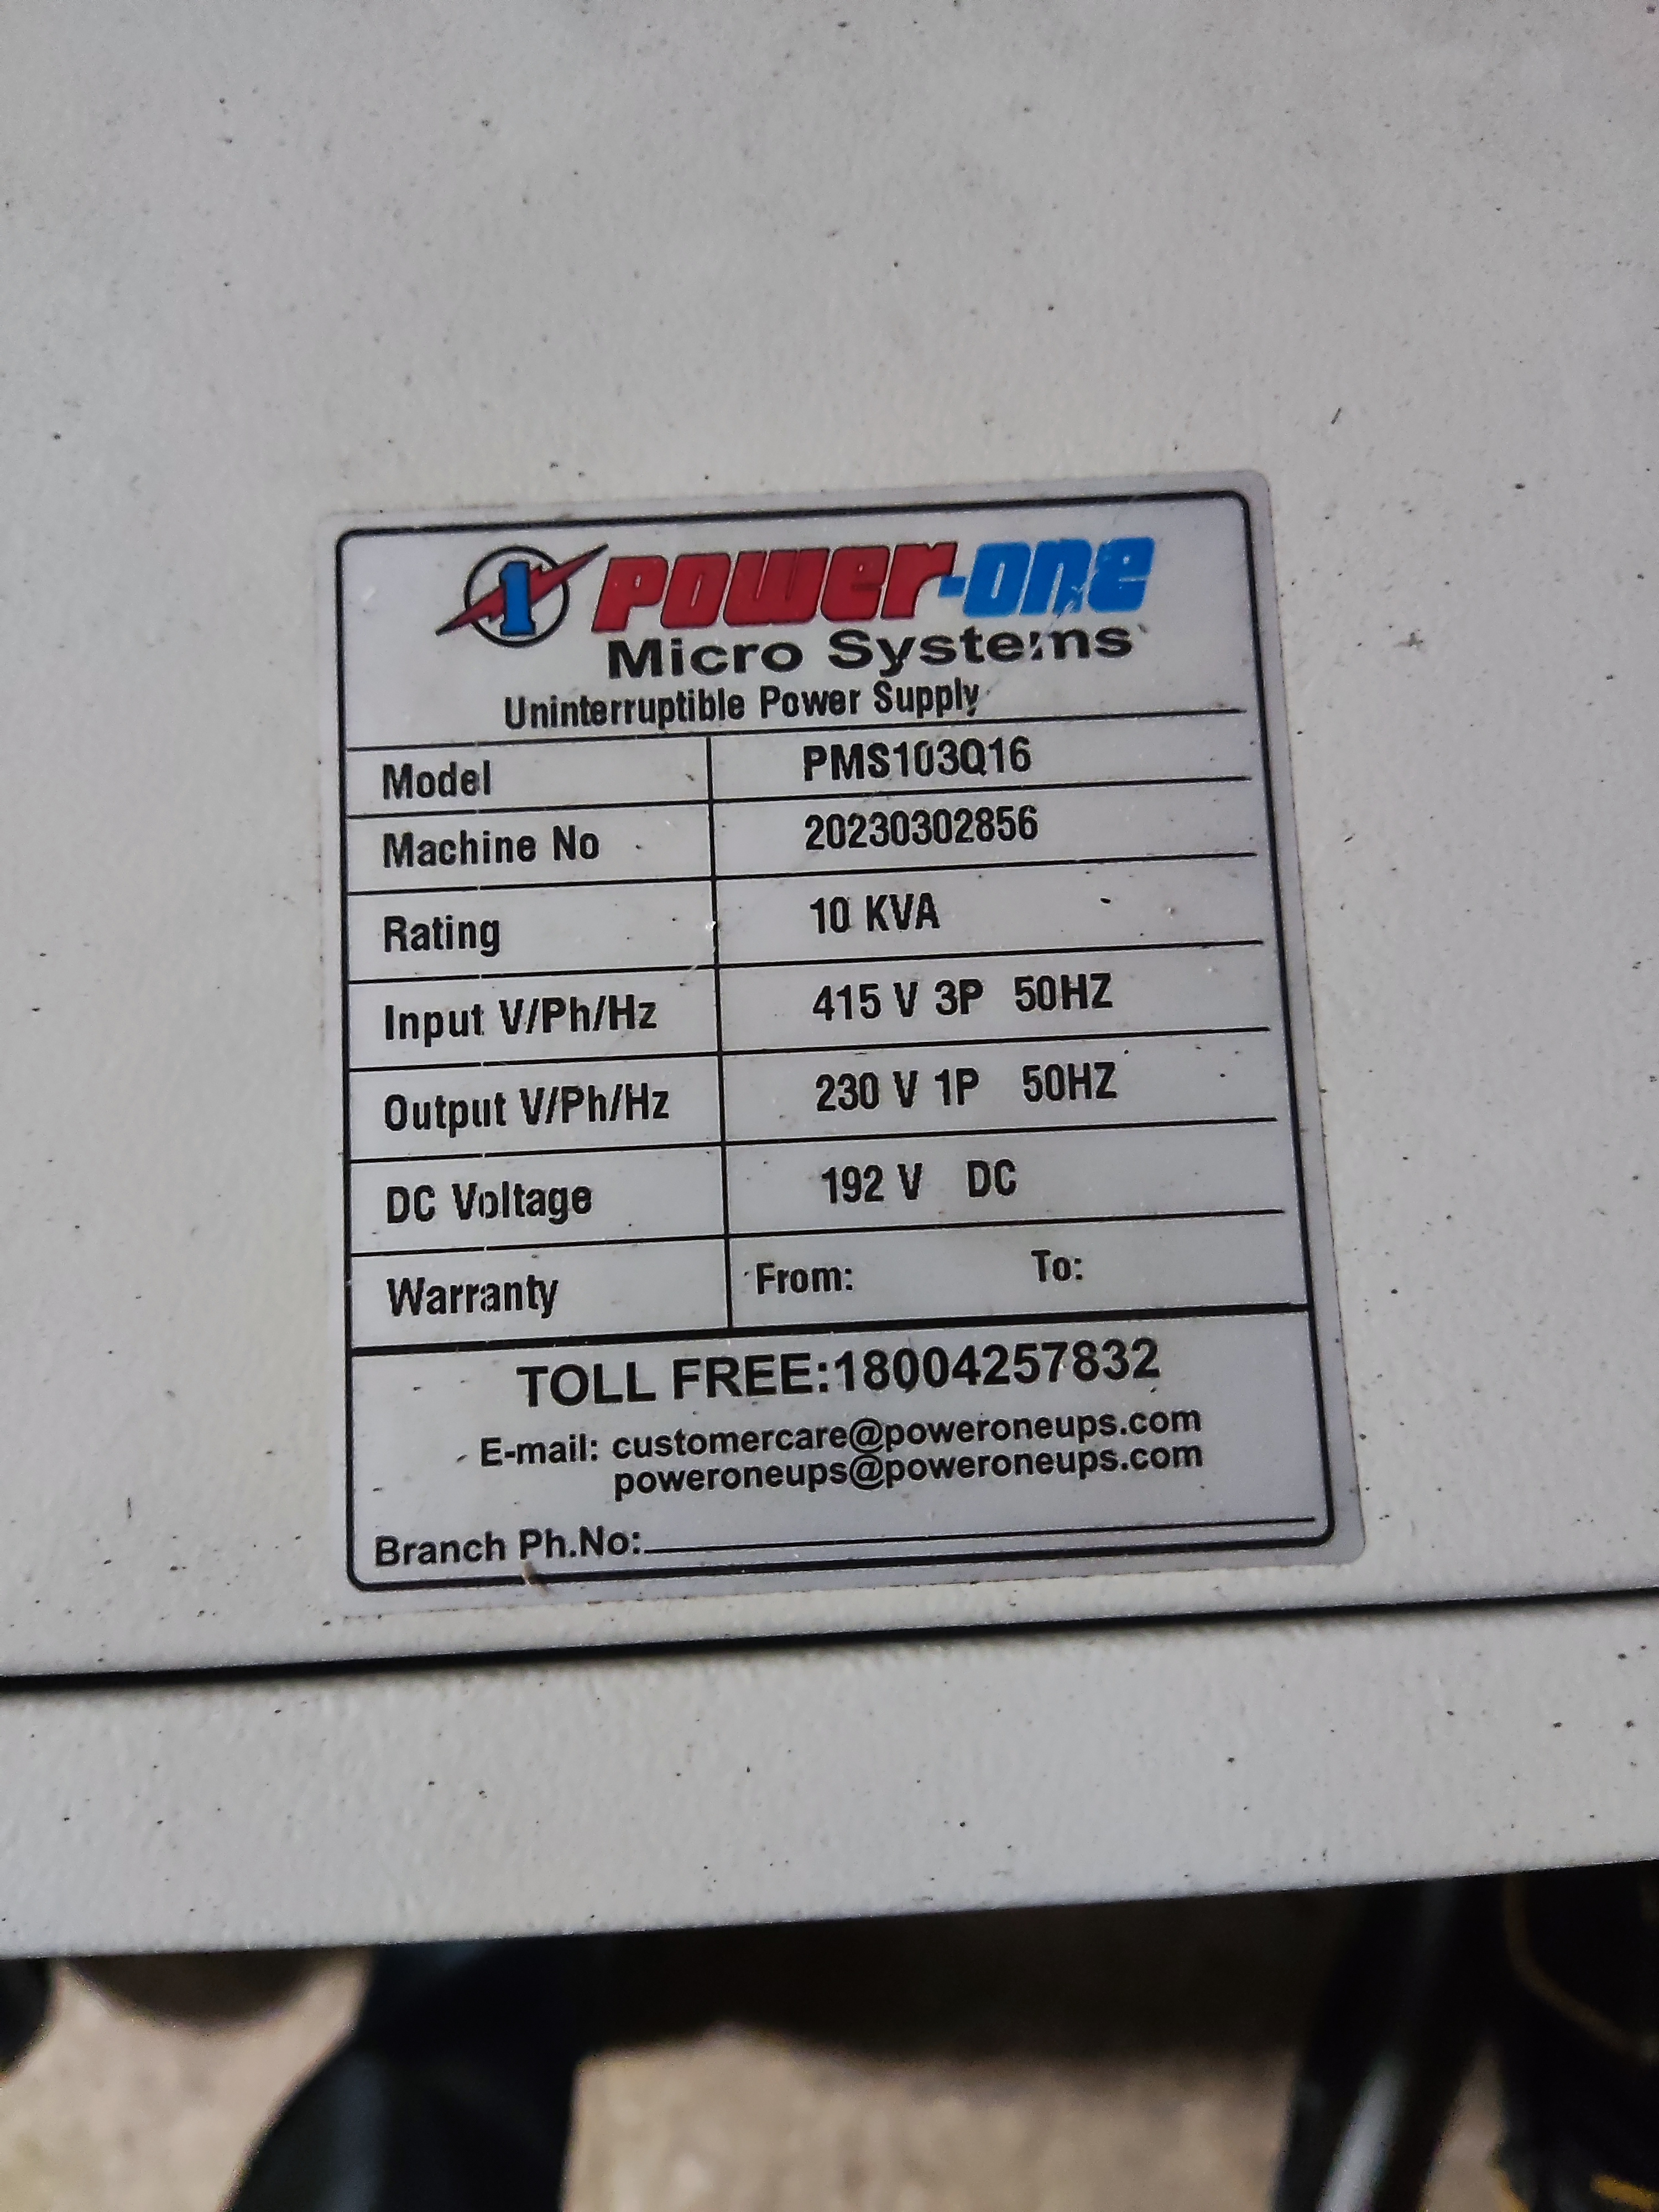 1 POWER-ONE
Micro Systems
Uninterruptible Power Supply
Model PMS103Q16
Machine No 20230302856
Rating 10 KVA
Input V/Ph/Hz 415 V 3P 50HZ
Output V/Ph/Hz 230 V 1P 50HZ
DC Voltage 192 V DC
Warranty From: To:
TOLL FREE:18004257832
E-mail: customercare@poweroneups.com
poweroneups@poweroneups.com
Branch Ph.No: